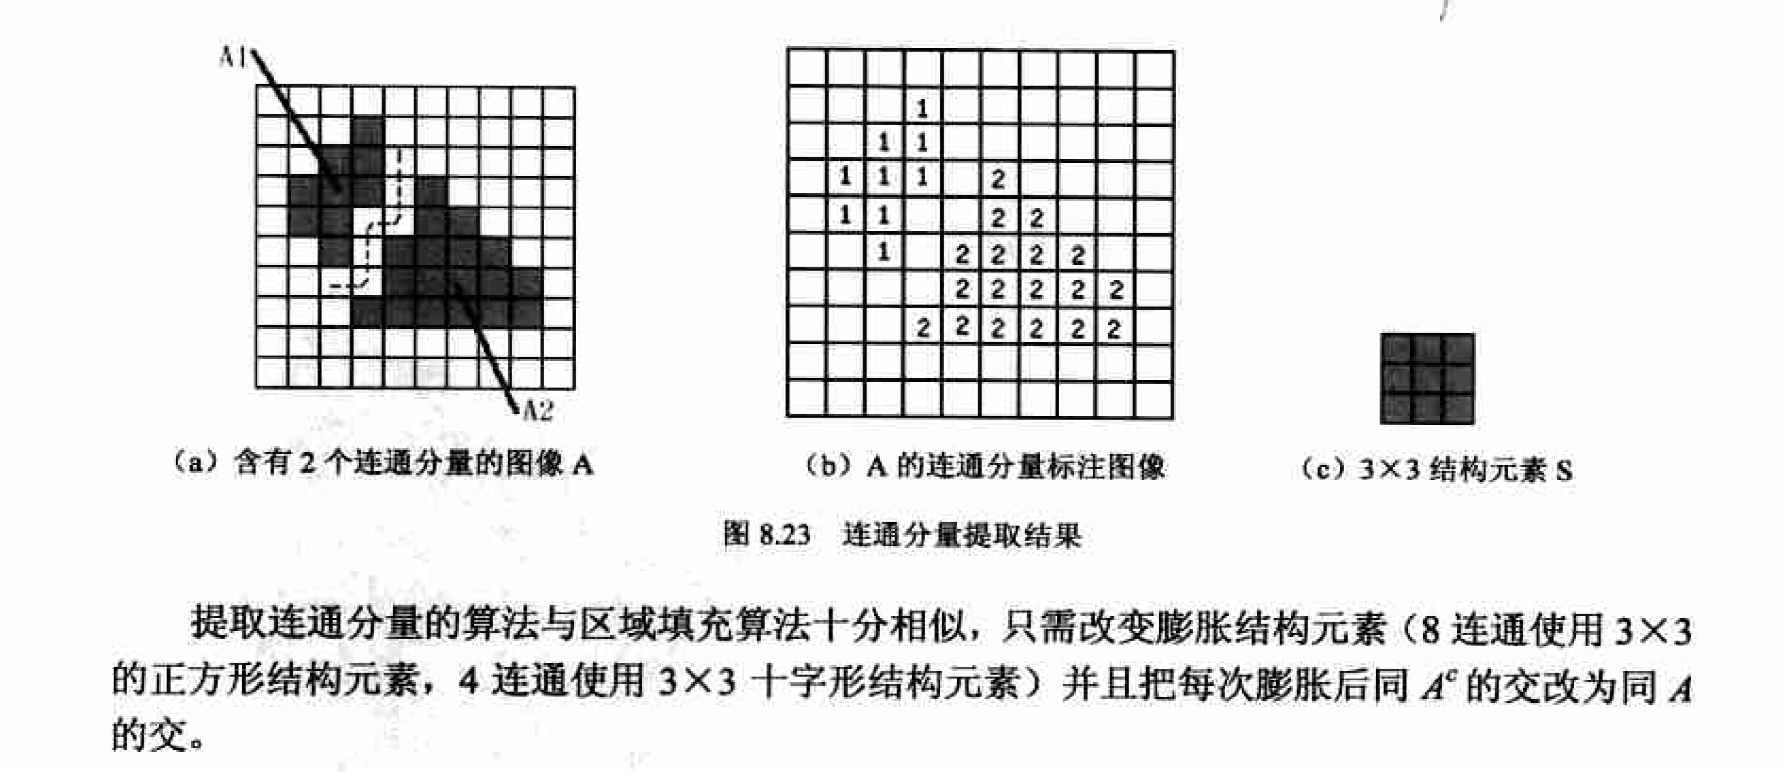 A1
1
1 1
1 1 1 2
1 1 2 2
1 2 2 2 2
2 2 2 2 2
2 2 2 2 2 2
A2
（a）含有 2 个连通分量的图像 A
（b）A 的连通分量标注图像
（c）3×3 结构元素 S
图 8.23 连通分量提取结果
提取连通分量的算法与区域填充算法十分相似，只需改变膨胀结构元素（8 连通使用 3×3
的正方形结构元素，4 连通使用 3×3 十字形结构元素）并且把每次膨胀后同 Aᶜ 的交改为同 A
的交。